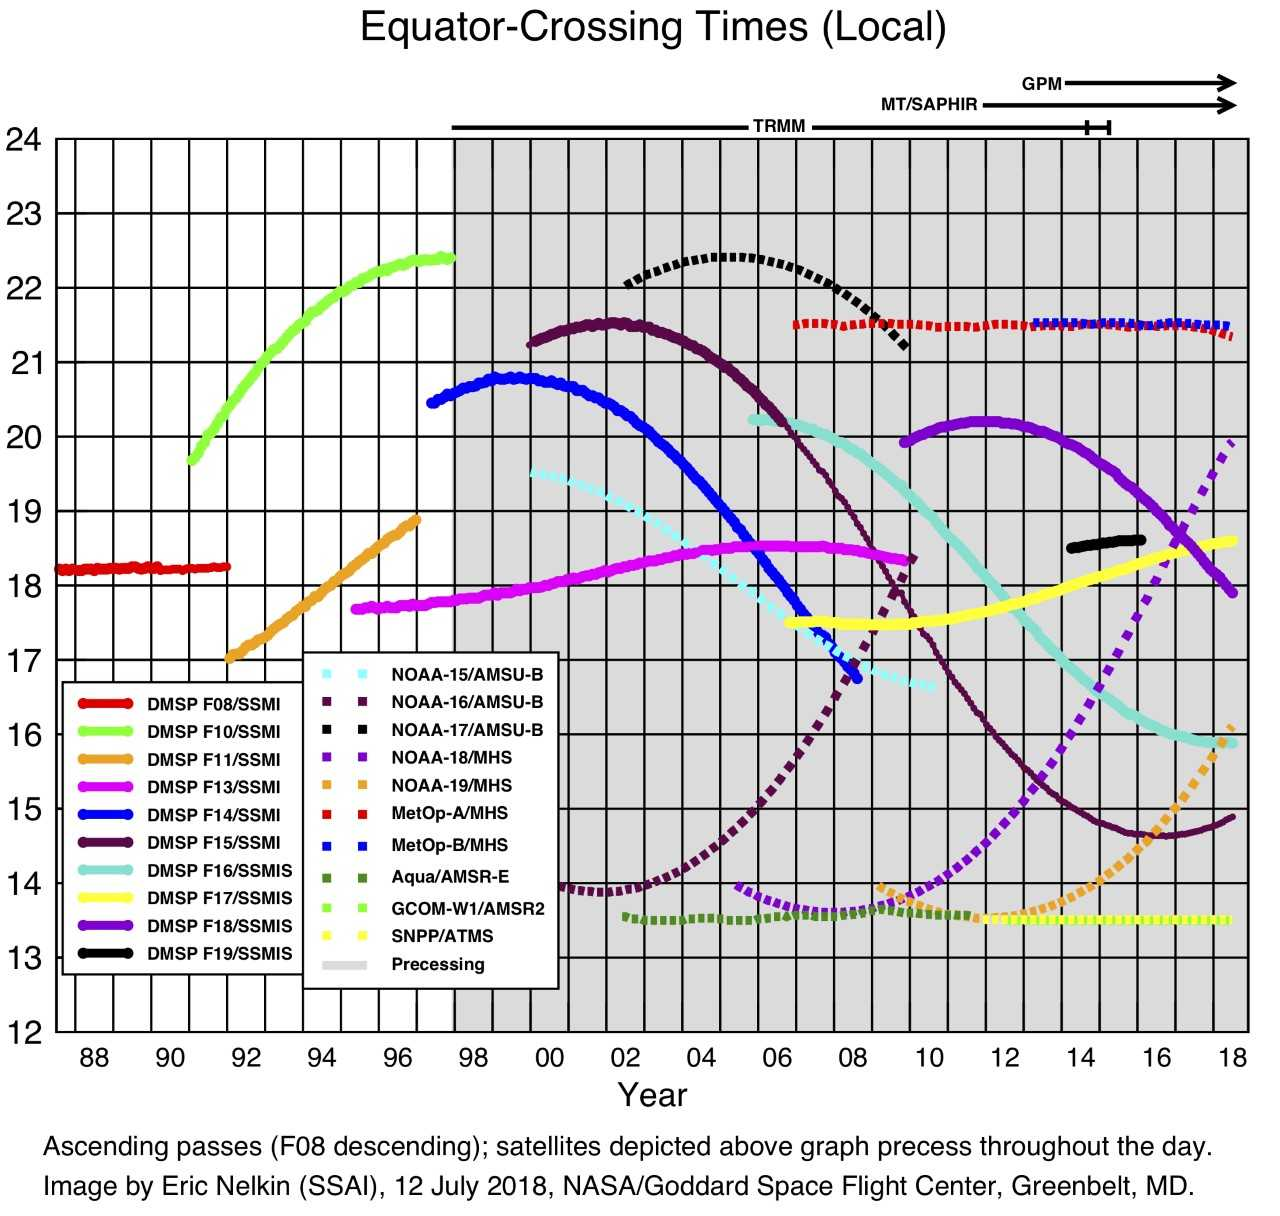 Equator-Crossing Times (Local)
GPM
MT/SAPHIR
TRMM
24
23
22
21
20
19
18
17
16
15
14
13
12
DMSP F08/SSMI
DMSP F10/SSMI
DMSP F11/SSMI
DMSP F13/SSMI
DMSP F14/SSMI
DMSP F15/SSMI
DMSP F16/SSMIS
DMSP F17/SSMIS
DMSP F18/SSMIS
DMSP F19/SSMIS
NOAA-15/AMSU-B
NOAA-16/AMSU-B
NOAA-17/AMSU-B
NOAA-18/MHS
NOAA-19/MHS
MetOp-A/MHS
MetOp-B/MHS
Aqua/AMSR-E
GCOM-W1/AMSR2
SNPP/ATMS
Precessing
88 90 92 94 96 98 00 02 04 06 08 10 12 14 16 18
Year
Ascending passes (F08 descending); satellites depicted above graph precess throughout the day.
Image by Eric Nelkin (SSAI), 12 July 2018, NASA/Goddard Space Flight Center, Greenbelt, MD.